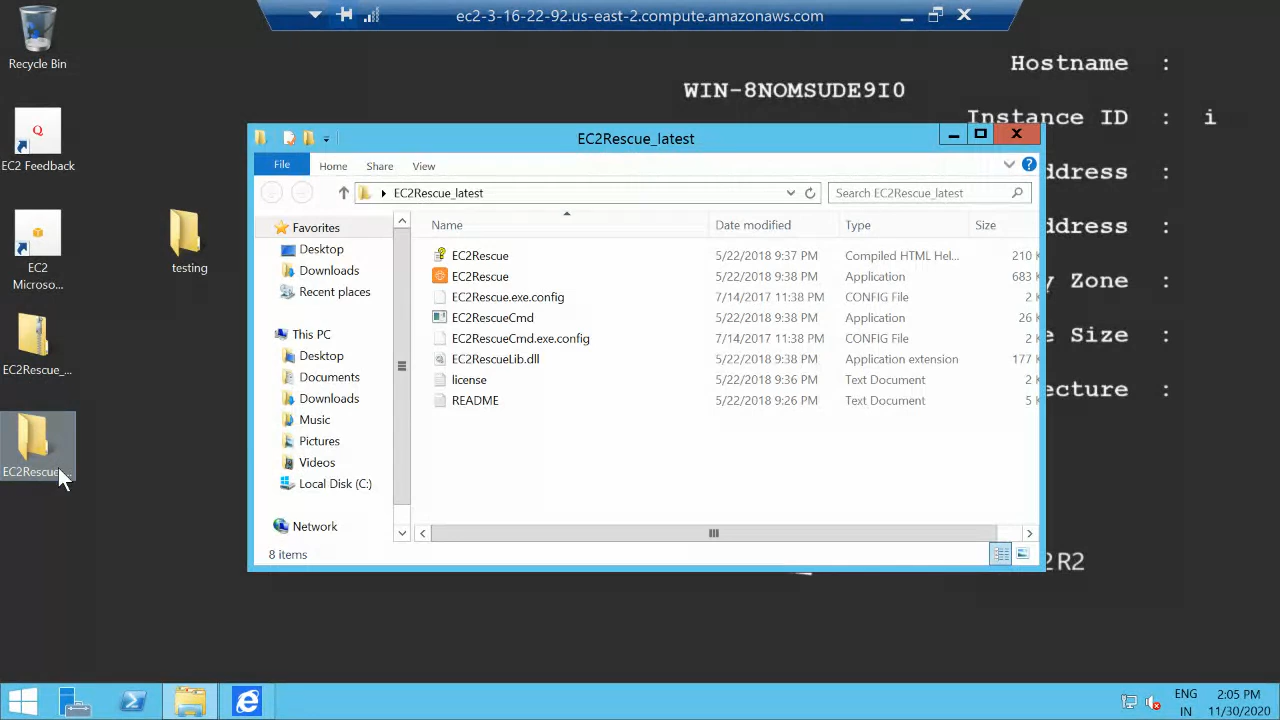 ec2-3-16-22-92.us-east-2.compute.amazonaws.com
Recycle Bin
Hostname :
WIN-8NOMSUDE9I0
Instance ID : i
EC2 Feedback
EC2Rescue_latest
File Home Share View
ddress :
EC2Rescue_latest Search EC2Rescue_latest
Name Date modified Type Size
ddress :
EC2 Microso...
testing
Favorites
Desktop
Downloads
Recent places
This PC
Desktop
Documents
Downloads
Music
Pictures
Videos
Local Disk (C:)
Network
EC2Rescue 5/22/2018 9:37 PM Compiled HTML Hel... 210 K
EC2Rescue 5/22/2018 9:38 PM Application 683 K
EC2Rescue.exe.config 7/14/2017 11:38 PM CONFIG File 2 K
EC2RescueCmd 5/22/2018 9:38 PM Application 26 K
EC2RescueCmd.exe.config 7/14/2017 11:38 PM CONFIG File 2 K
EC2RescueLib.dll 5/22/2018 9:38 PM Application extension 177 K
license 5/22/2018 9:36 PM Text Document 2 K
README 5/22/2018 9:26 PM Text Document 5 K
y Zone :
e Size :
ecture :
EC2Rescue_...
EC2Rescue_...
8 items
2R2
ENG
IN
2:05 PM
11/30/2020